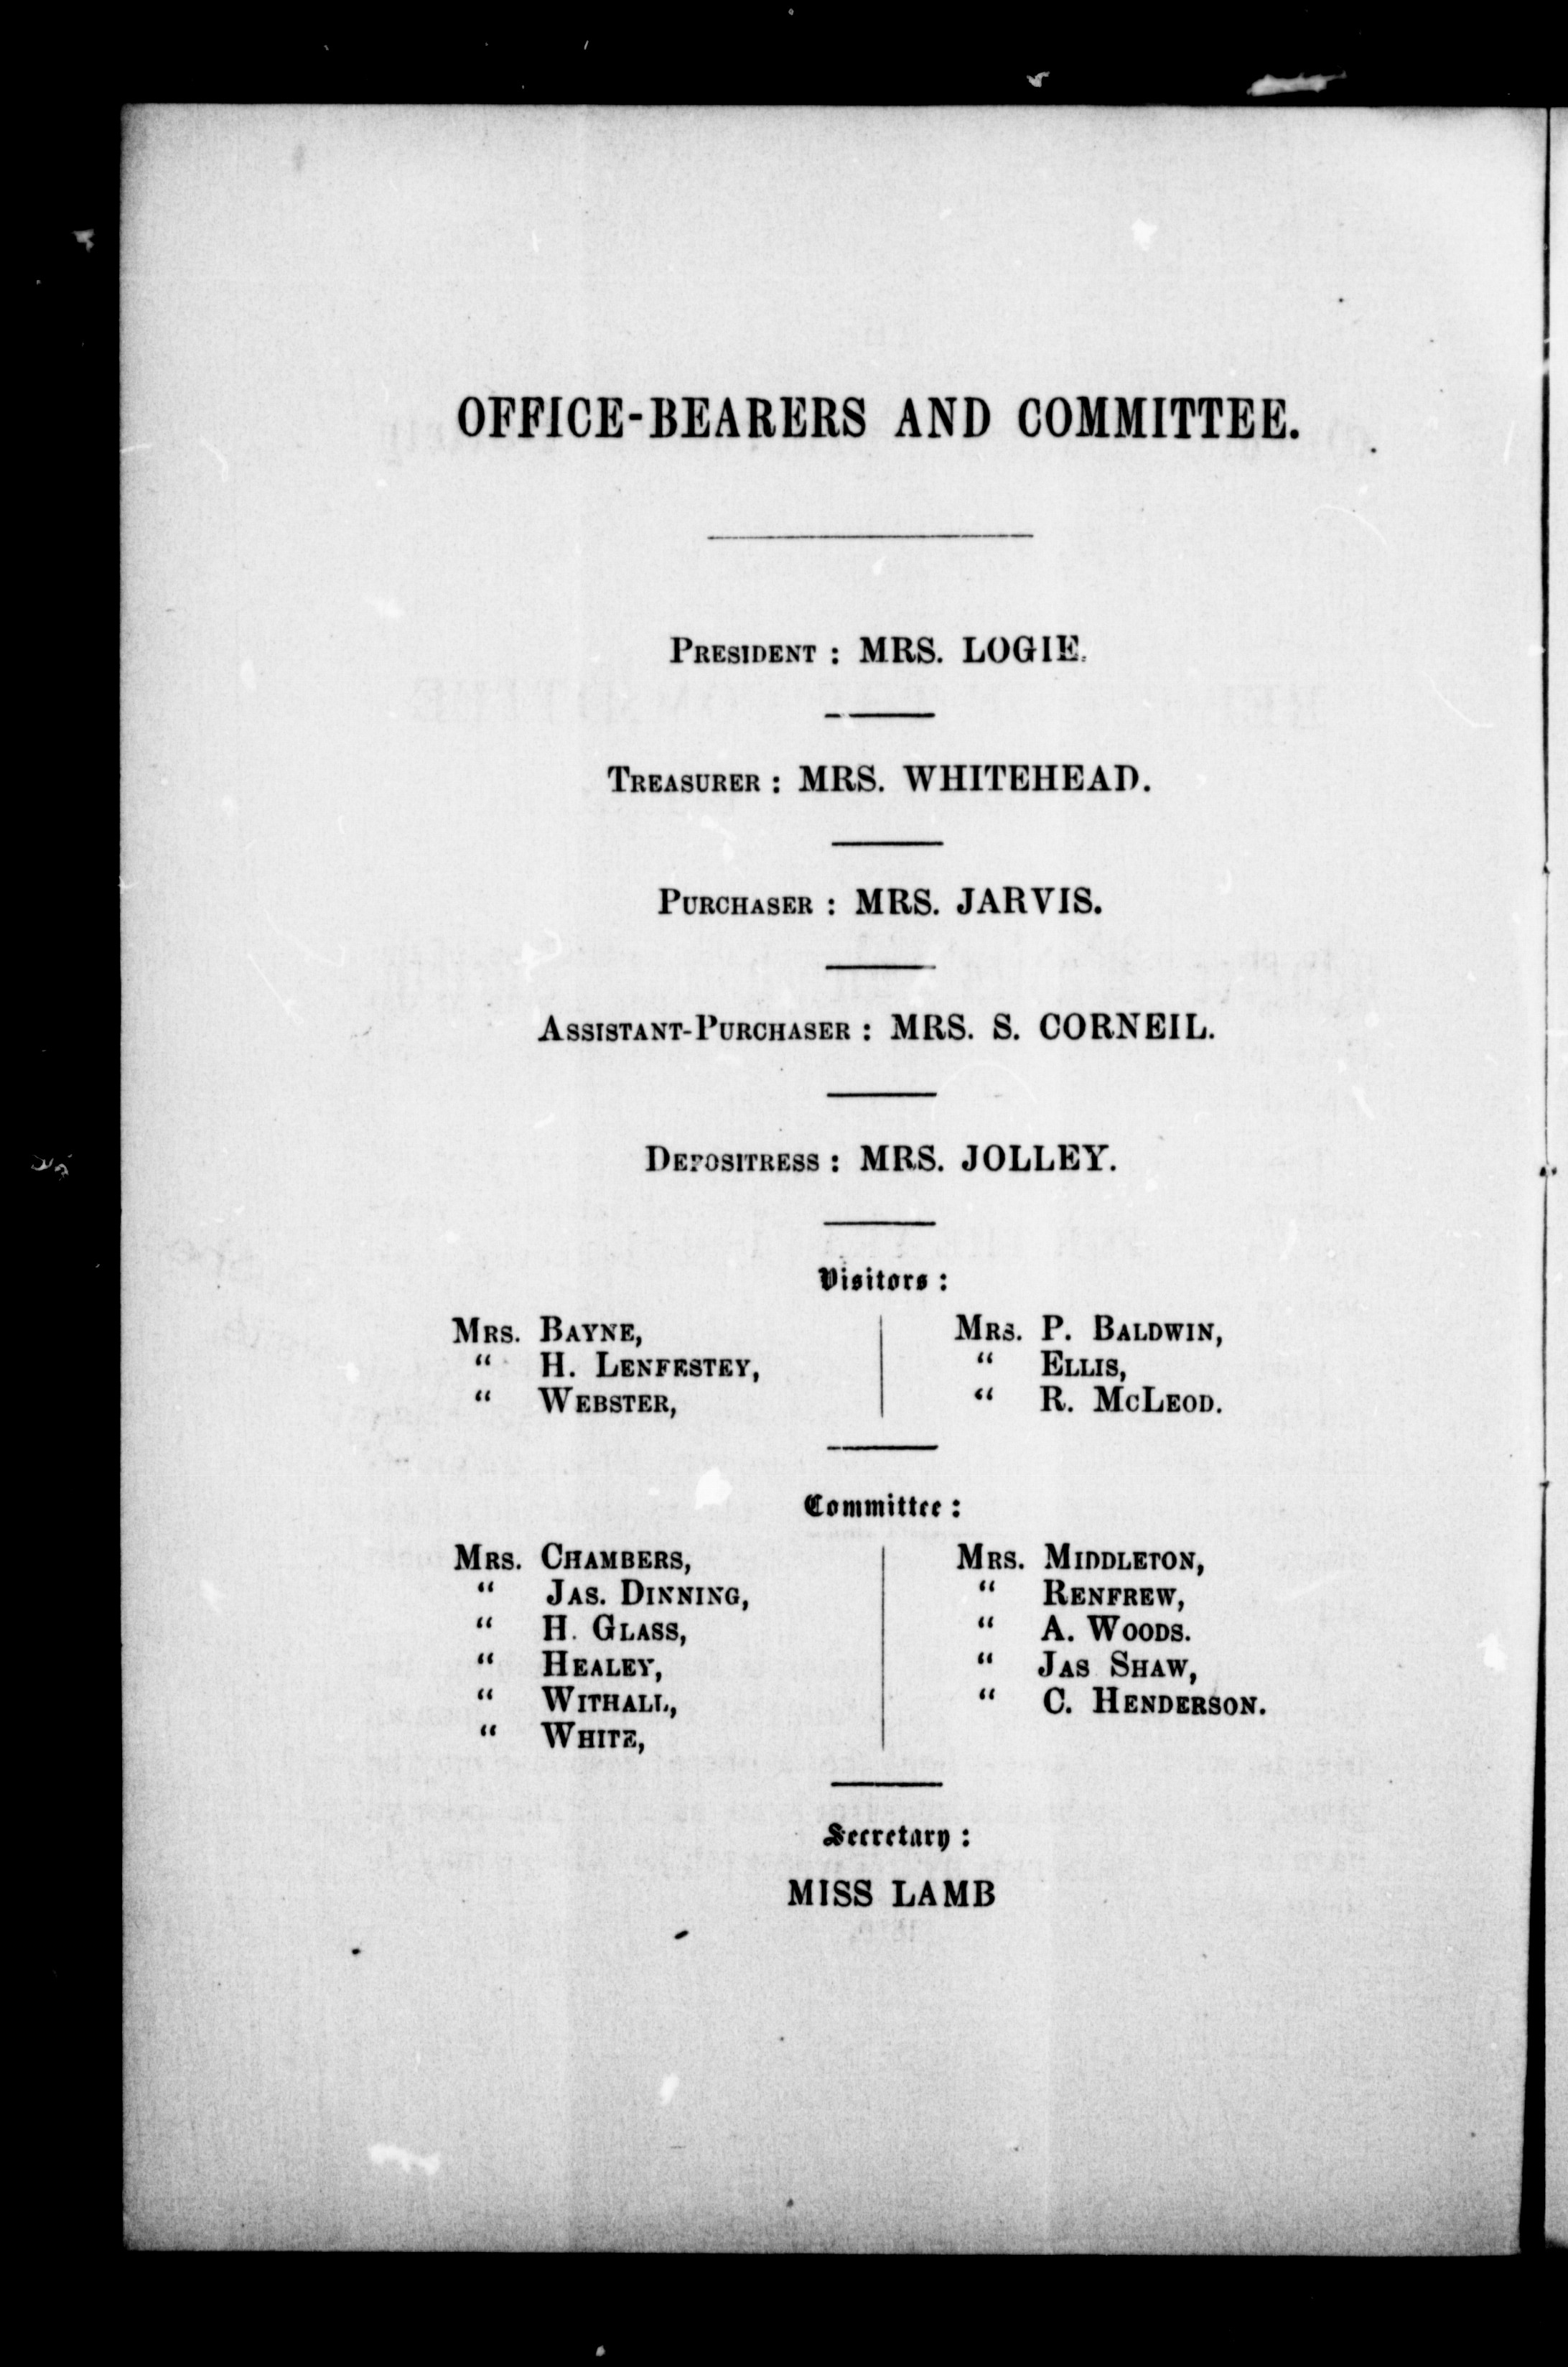 OFFICE-BEARERS AND COMMITTEE.
PRESIDENT : MRS. LOGIE.
TREASURER : MRS. WHITEHEAD.
PURCHASER : MRS. JARVIS.
ASSISTANT-PURCHASER : MRS. S. CORNEIL.
DEPOSITRESS : MRS. JOLLEY.
Visitors :
MRS. BAYNE,
“ H. LENFESTEY,
“ WEBSTER,
MRS. P. BALDWIN,
“ ELLIS,
“ R. MCLEOD.
Committee :
MRS. CHAMBERS,
“ JAS. DINNING,
“ H. GLASS,
“ HEALEY,
“ WITHALL,
“ WHITE,
MRS. MIDDLETON,
“ RENFREW,
“ A. WOODS.
“ JAS SHAW,
“ C. HENDERSON.
Secretary :
MISS LAMB